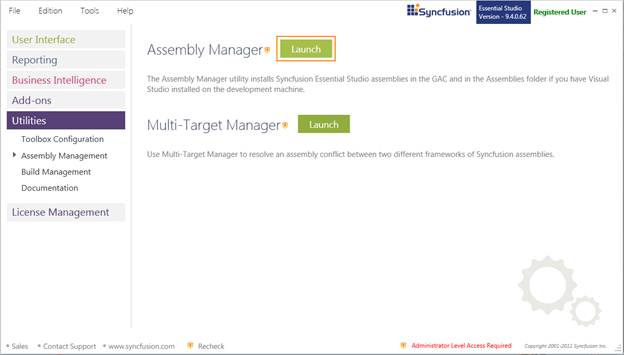 File Edition Tools Help
Syncfusion
Essential Studio
Version - 9.4.0.62
Registered User
User Interface
Reporting
Business Intelligence
Add-ons
Utilities
Toolbox Configuration
Assembly Management
Build Management
Documentation
License Management
Assembly Manager Launch
The Assembly Manager utility installs Syncfusion Essential Studio assemblies in the GAC and in the Assemblies folder if you have Visual
Studio installed on the development machine.
Multi-Target Manager Launch
Use Multi-Target Manager to resolve an assembly conflict between two different frameworks of Syncfusion assemblies.
Sales Contact Support www.syncfusion.com Recheck Administrator Level Access Required Copyright 2001-2012 Syncfusion Inc.